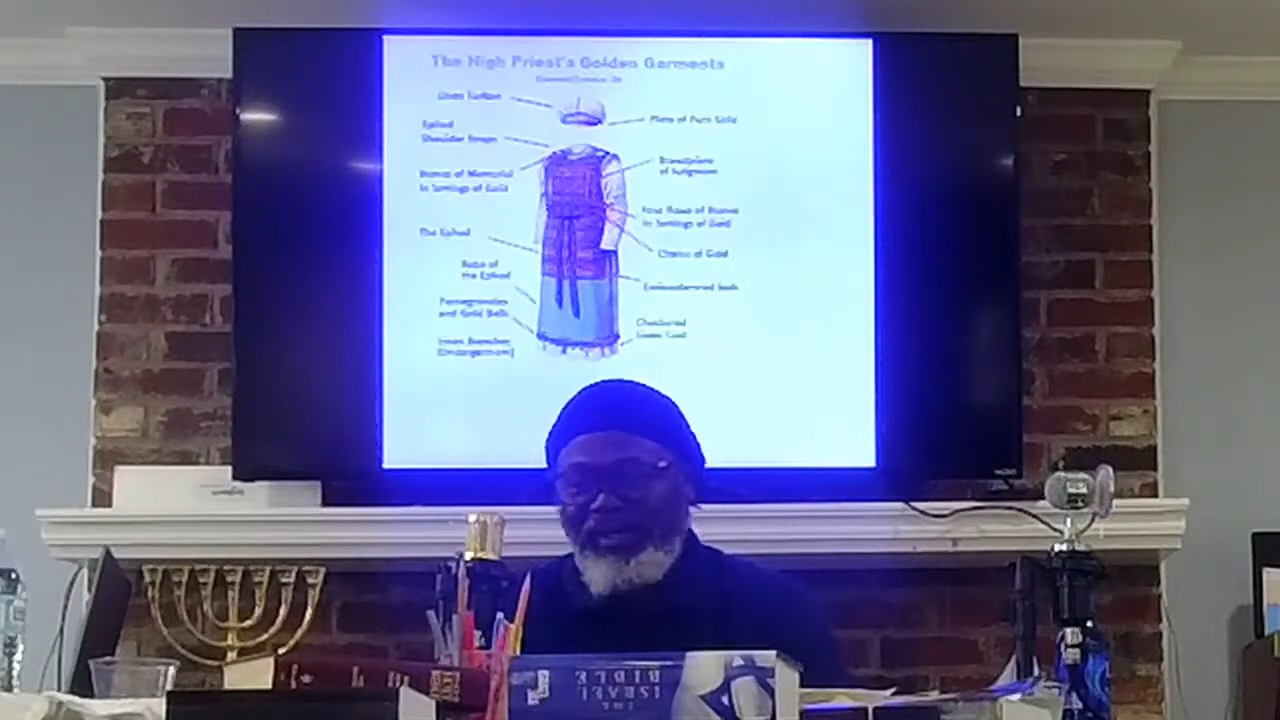 The High Priest's Golden Garments
Linen Turban
Plate of Pure Gold
Ephod
Shoulder Straps
Breastpiece
of Judgment
Stones of Memorial
in Settings of Gold
Four Rows of Stones
in Settings of Gold
The Ephod
Chains of Gold
Robe of
the Ephod
Embroidered Sash
Pomegranates
and Gold Bells
Checkered
Linen Coat
Linen Breeches
(Undergarment)
THE
ISRAEL
BIBLE